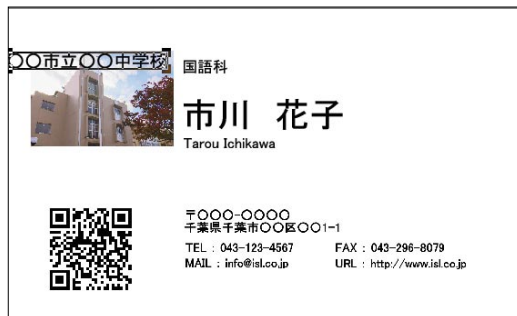 〇〇市立〇〇中学校
国語科
市川 花子
Tarou Ichikawa
〒〇〇〇-〇〇〇〇
千葉県千葉市〇〇区〇〇1-1
TEL : 043-123-4567 FAX : 043-296-8079
MAIL : info@isl.co.jp URL : http://www.isl.co.jp